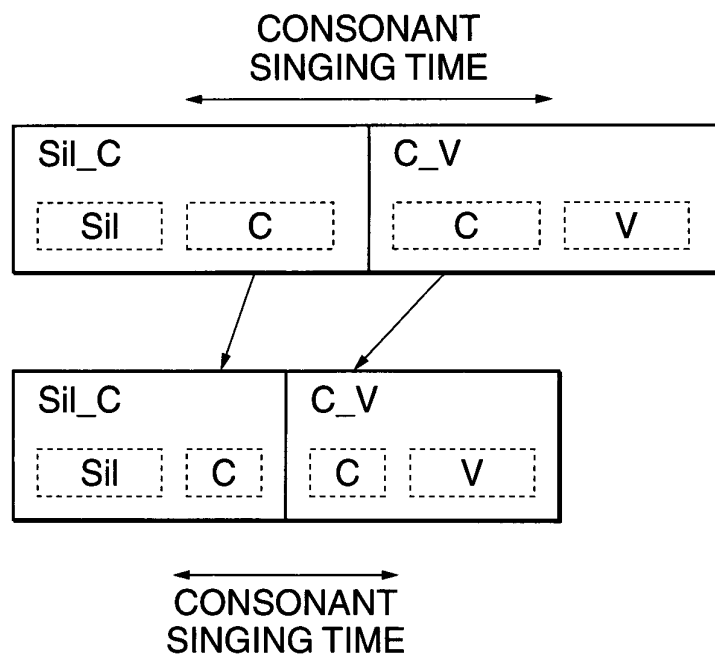 CONSONANT
SINGING TIME
Sil_C C_V
Sil C C V
Sil_C C_V
Sil C C V
CONSONANT
SINGING TIME